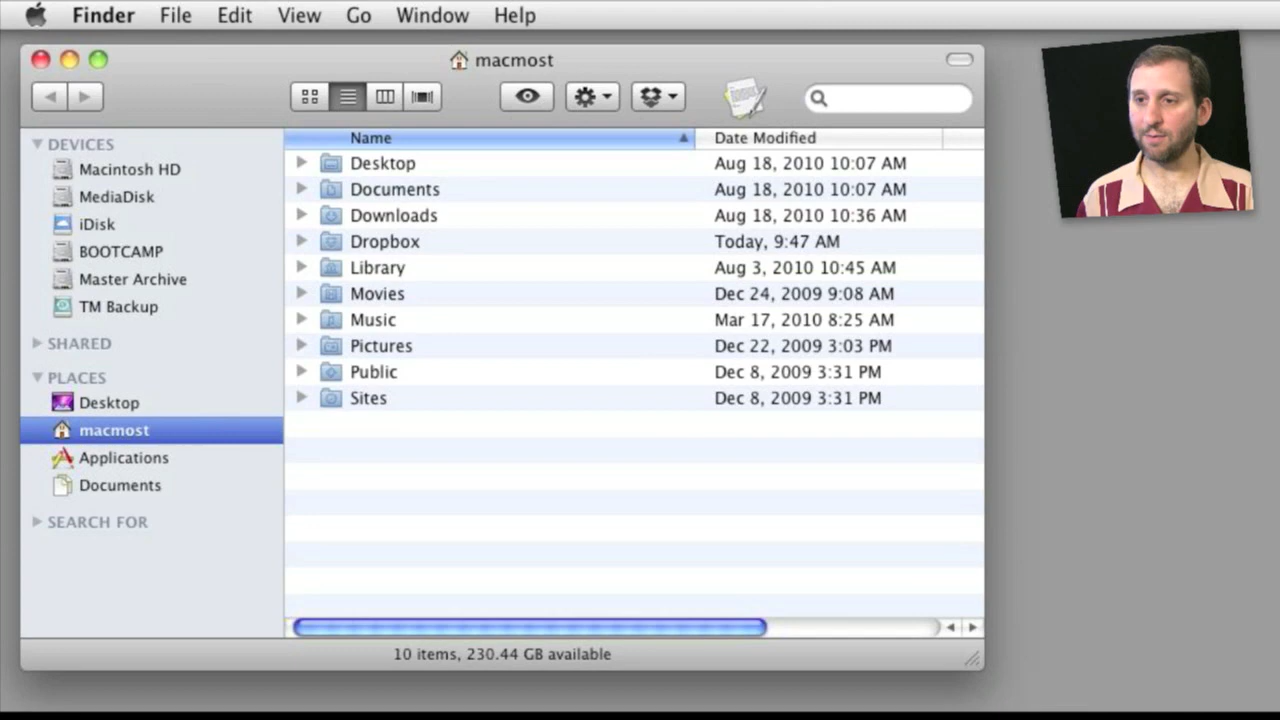 Finder File Edit View Go Window Help
macmost
DEVICES
Macintosh HD
MediaDisk
iDisk
BOOTCAMP
Master Archive
TM Backup
SHARED
PLACES
Desktop
macmost
Applications
Documents
SEARCH FOR
Name Date Modified
Desktop Aug 18, 2010 10:07 AM
Documents Aug 18, 2010 10:07 AM
Downloads Aug 18, 2010 10:36 AM
Dropbox Today, 9:47 AM
Library Aug 3, 2010 10:45 AM
Movies Dec 24, 2009 9:08 AM
Music Mar 17, 2010 8:25 AM
Pictures Dec 22, 2009 3:03 PM
Public Dec 8, 2009 3:31 PM
Sites Dec 8, 2009 3:31 PM
10 items, 230.44 GB available